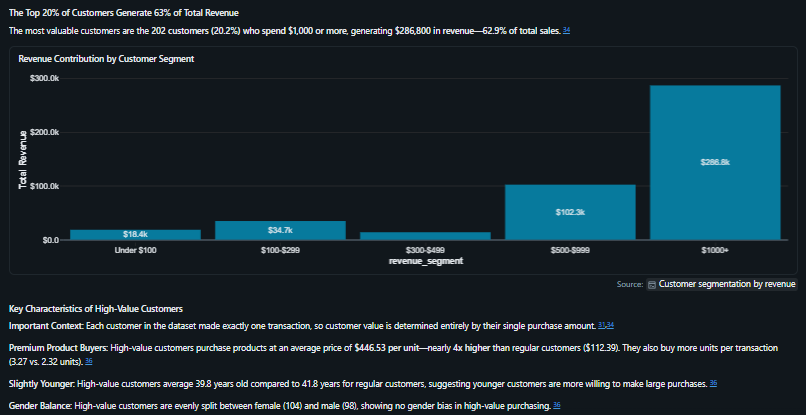 The Top 20% of Customers Generate 63% of Total Revenue
The most valuable customers are the 202 customers (20.2%) who spend $1,000 or more, generating $286,800 in revenue—62.9% of total sales. 34
Revenue Contribution by Customer Segment
$300.0k
$200.0k
$100.0k
$0.0
Total Revenue
$18.4k
$34.7k
$102.3k
$286.8k
Under $100
$100-$299
$300-$499
$500-$999
$1000+
revenue_segment
Source: Customer segmentation by revenue
Key Characteristics of High-Value Customers
Important Context: Each customer in the dataset made exactly one transaction, so customer value is determined entirely by their single purchase amount. 31,34
Premium Product Buyers: High-value customers purchase products at an average price of $446.53 per unit—nearly 4x higher than regular customers ($112.39). They also buy more units per transaction
(3.27 vs. 2.32 units). 35
Slightly Younger: High-value customers average 39.8 years old compared to 41.8 years for regular customers, suggesting younger customers are more willing to make large purchases. 35
Gender Balance: High-value customers are evenly split between female (104) and male (98), showing no gender bias in high-value purchasing. 36